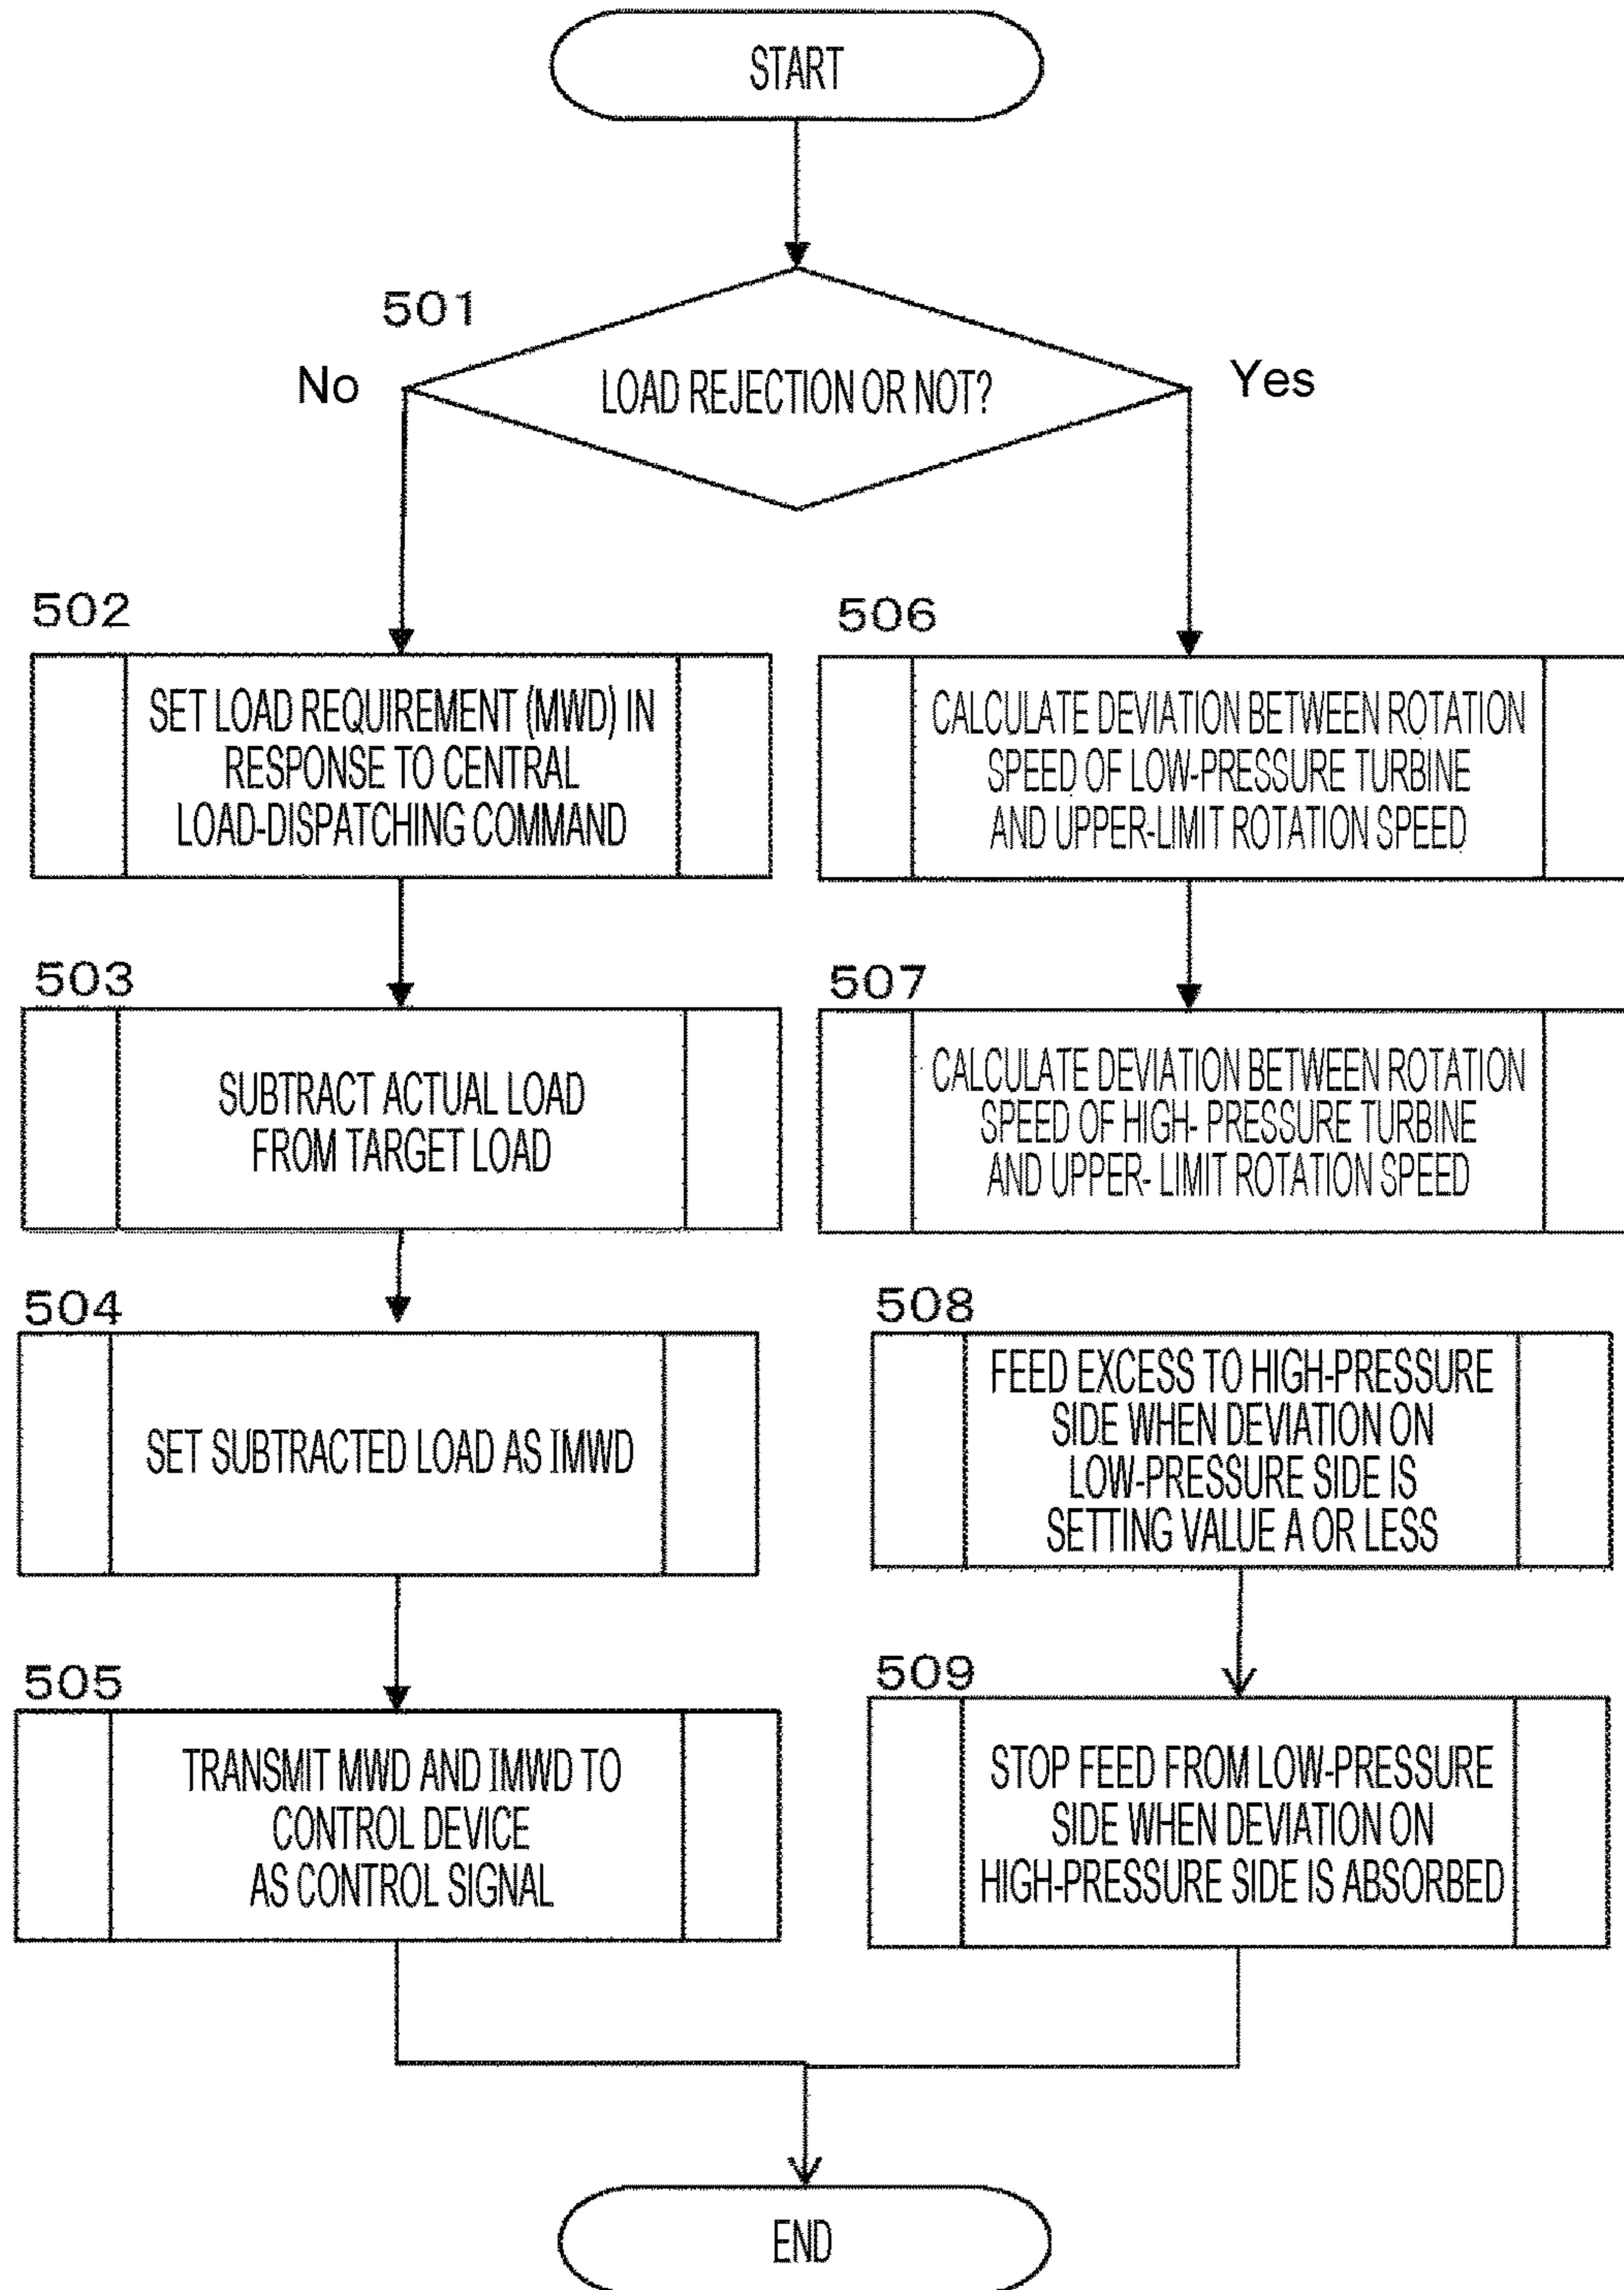 START
501
No
LOAD REJECTION OR NOT?
Yes
502
SET LOAD REQUIREMENT (MWD) IN
RESPONSE TO CENTRAL
LOAD-DISPATCHING COMMAND
503
SUBTRACT ACTUAL LOAD
FROM TARGET LOAD
504
SET SUBTRACTED LOAD AS IMWD
505
TRANSMIT MWD AND IMWD TO
CONTROL DEVICE
AS CONTROL SIGNAL
506
CALCULATE DEVIATION BETWEEN ROTATION
SPEED OF LOW-PRESSURE TURBINE
AND UPPER-LIMIT ROTATION SPEED
507
CALCULATE DEVIATION BETWEEN ROTATION
SPEED OF HIGH- PRESSURE TURBINE
AND UPPER- LIMIT ROTATION SPEED
508
FEED EXCESS TO HIGH-PRESSURE
SIDE WHEN DEVIATION ON
LOW-PRESSURE SIDE IS
SETTING VALUE A OR LESS
509
STOP FEED FROM LOW-PRESSURE
SIDE WHEN DEVIATION ON
HIGH-PRESSURE SIDE IS ABSORBED
END